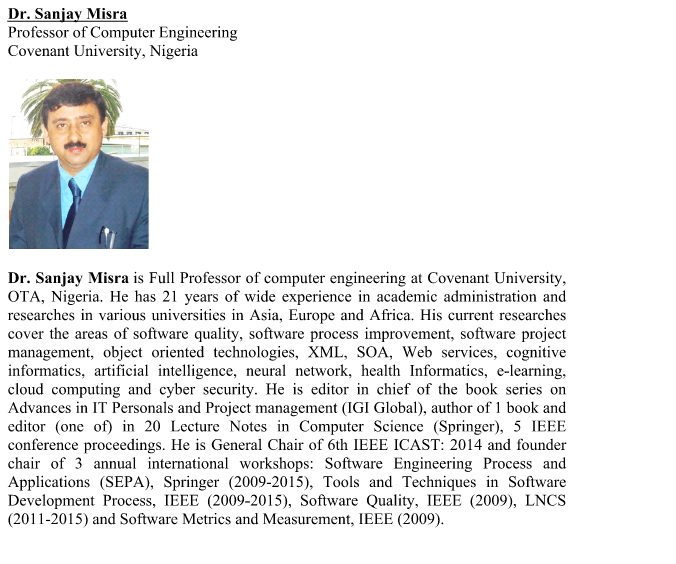 Dr. Sanjay Misra
Professor of Computer Engineering
Covenant University, Nigeria
Dr. Sanjay Misra is Full Professor of computer engineering at Covenant University,
OTA, Nigeria. He has 21 years of wide experience in academic administration and
researches in various universities in Asia, Europe and Africa. His current researches
cover the areas of software quality, software process improvement, software project
management, object oriented technologies, XML, SOA, Web services, cognitive
informatics, artificial intelligence, neural network, health Informatics, e-learning,
cloud computing and cyber security. He is editor in chief of the book series on
Advances in IT Personals and Project management (IGI Global), author of 1 book and
editor (one of) in 20 Lecture Notes in Computer Science (Springer), 5 IEEE
conference proceedings. He is General Chair of 6th IEEE ICAST: 2014 and founder
chair of 3 annual international workshops: Software Engineering Process and
Applications (SEPA), Springer (2009-2015), Tools and Techniques in Software
Development Process, IEEE (2009-2015), Software Quality, IEEE (2009), LNCS
(2011-2015) and Software Metrics and Measurement, IEEE (2009).